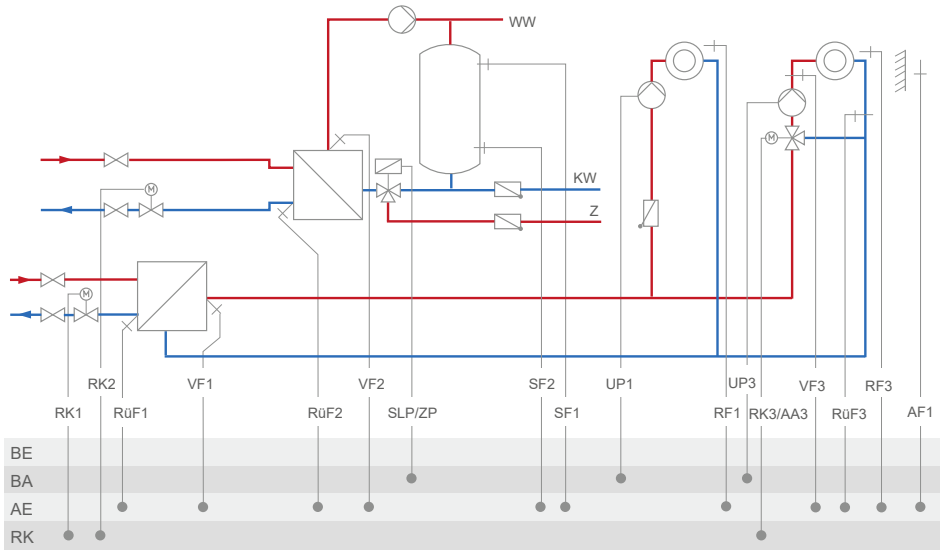 WW
KW
Z
M
M
M
RK2 VF1 VF2 SF2 UP1 UP3 VF3 RF3
RK1 RüF1 RüF2 SLP/ZP SF1 RF1 RK3/AA3 RüF3 AF1
BE
BA
AE
RK